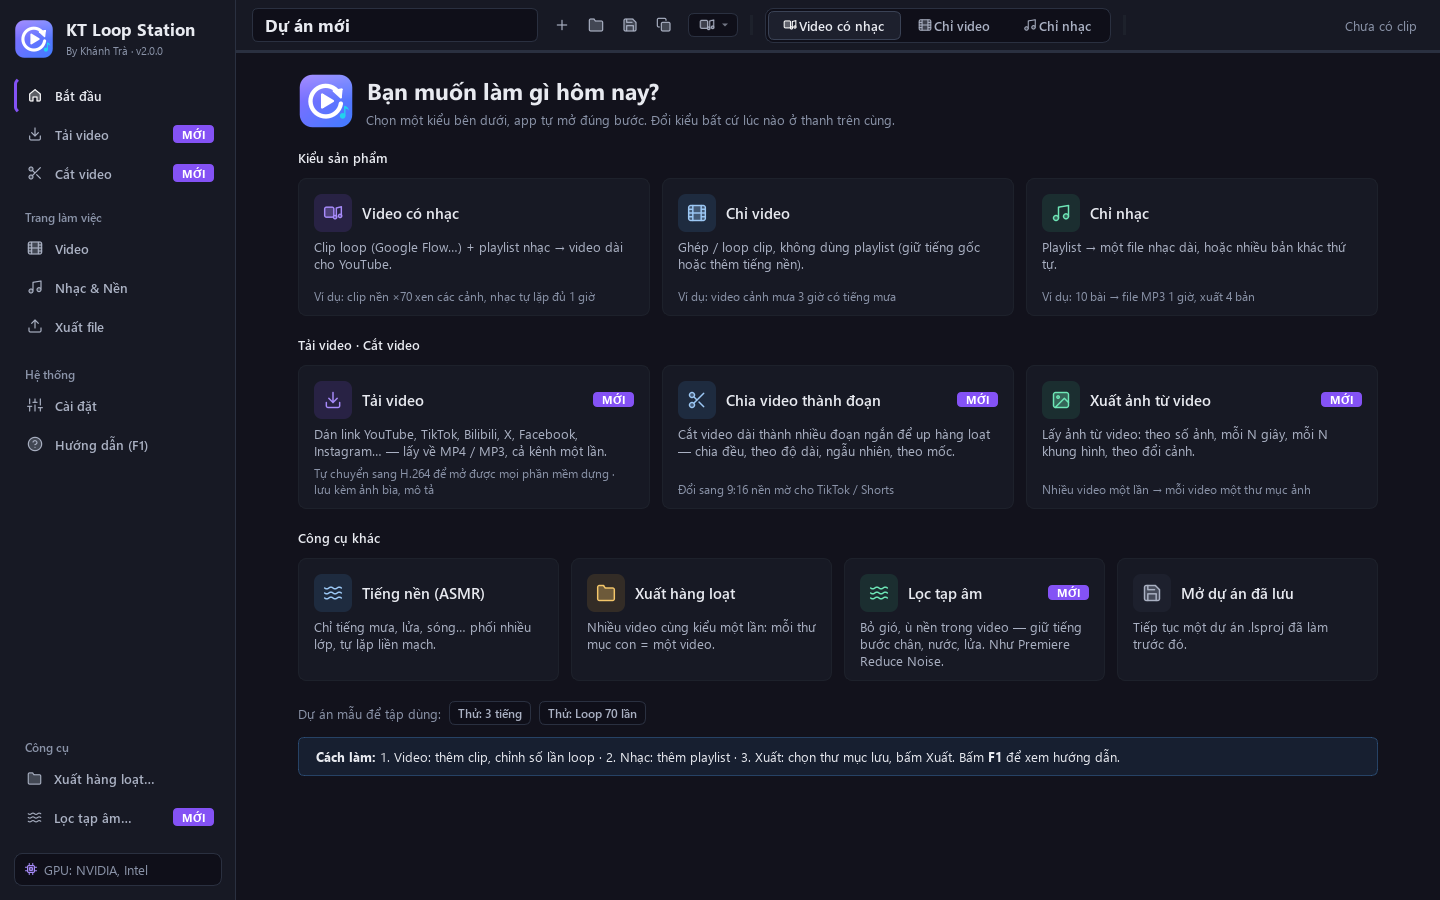 KT Loop Station
By Khánh Trà · v2.0.0
Bắt đầu
Tải video
MỚI
Cắt video
MỚI
Trang làm việc
Video
Nhạc & Nền
Xuất file
Hệ thống
Cài đặt
Hướng dẫn (F1)
Công cụ
Xuất hàng loạt...
Lọc tạp âm...
MỚI
GPU: NVIDIA, Intel
Dự án mới
Video có nhạc
Chỉ video
Chỉ nhạc
Chưa có clip
Bạn muốn làm gì hôm nay?
Chọn một kiểu bên dưới, app tự mở đúng bước. Đổi kiểu bất cứ lúc nào ở thanh trên cùng.
Kiểu sản phẩm
Video có nhạc
Clip loop (Google Flow...) + playlist nhạc → video dài
cho YouTube.
Ví dụ: clip nền ×70 xen các cảnh, nhạc tự lặp đủ 1 giờ
Chỉ video
Ghép / loop clip, không dùng playlist (giữ tiếng gốc
hoặc thêm tiếng nền).
Ví dụ: video cảnh mưa 3 giờ có tiếng mưa
Chỉ nhạc
Playlist → một file nhạc dài, hoặc nhiều bản khác thứ
tự.
Ví dụ: 10 bài → file MP3 1 giờ, xuất 4 bản
Tải video · Cắt video
Tải video
MỚI
Dán link YouTube, TikTok, Bilibili, X, Facebook,
Instagram... — lấy về MP4 / MP3, cả kênh một lần.
Tự chuyển sang H.264 để mở được mọi phần mềm dựng ·
lưu kèm ảnh bìa, mô tả
Chia video thành đoạn
MỚI
Cắt video dài thành nhiều đoạn ngắn để up hàng loạt
— chia đều, theo độ dài, ngẫu nhiên, theo mốc.
Đổi sang 9:16 nền mờ cho TikTok / Shorts
Xuất ảnh từ video
MỚI
Lấy ảnh từ video: theo số ảnh, mỗi N giây, mỗi N
khung hình, theo đổi cảnh.
Nhiều video một lần → mỗi video một thư mục ảnh
Công cụ khác
Tiếng nền (ASMR)
Chỉ tiếng mưa, lửa, sóng... phối nhiều
lớp, tự lặp liền mạch.
Xuất hàng loạt
Nhiều video cùng kiểu một lần: mỗi thư
mục con = một video.
Lọc tạp âm
MỚI
Bỏ gió, ù nền trong video — giữ tiếng
bước chân, nước, lửa. Như Premiere
Reduce Noise.
Mở dự án đã lưu
Tiếp tục một dự án .lsproj đã làm
trước đó.
Dự án mẫu để tập dùng:
Thử: 3 tiếng
Thử: Loop 70 lần
Cách làm: 1. Video: thêm clip, chỉnh số lần loop · 2. Nhạc: thêm playlist · 3. Xuất: chọn thư mục lưu, bấm Xuất. Bấm F1 để xem hướng dẫn.